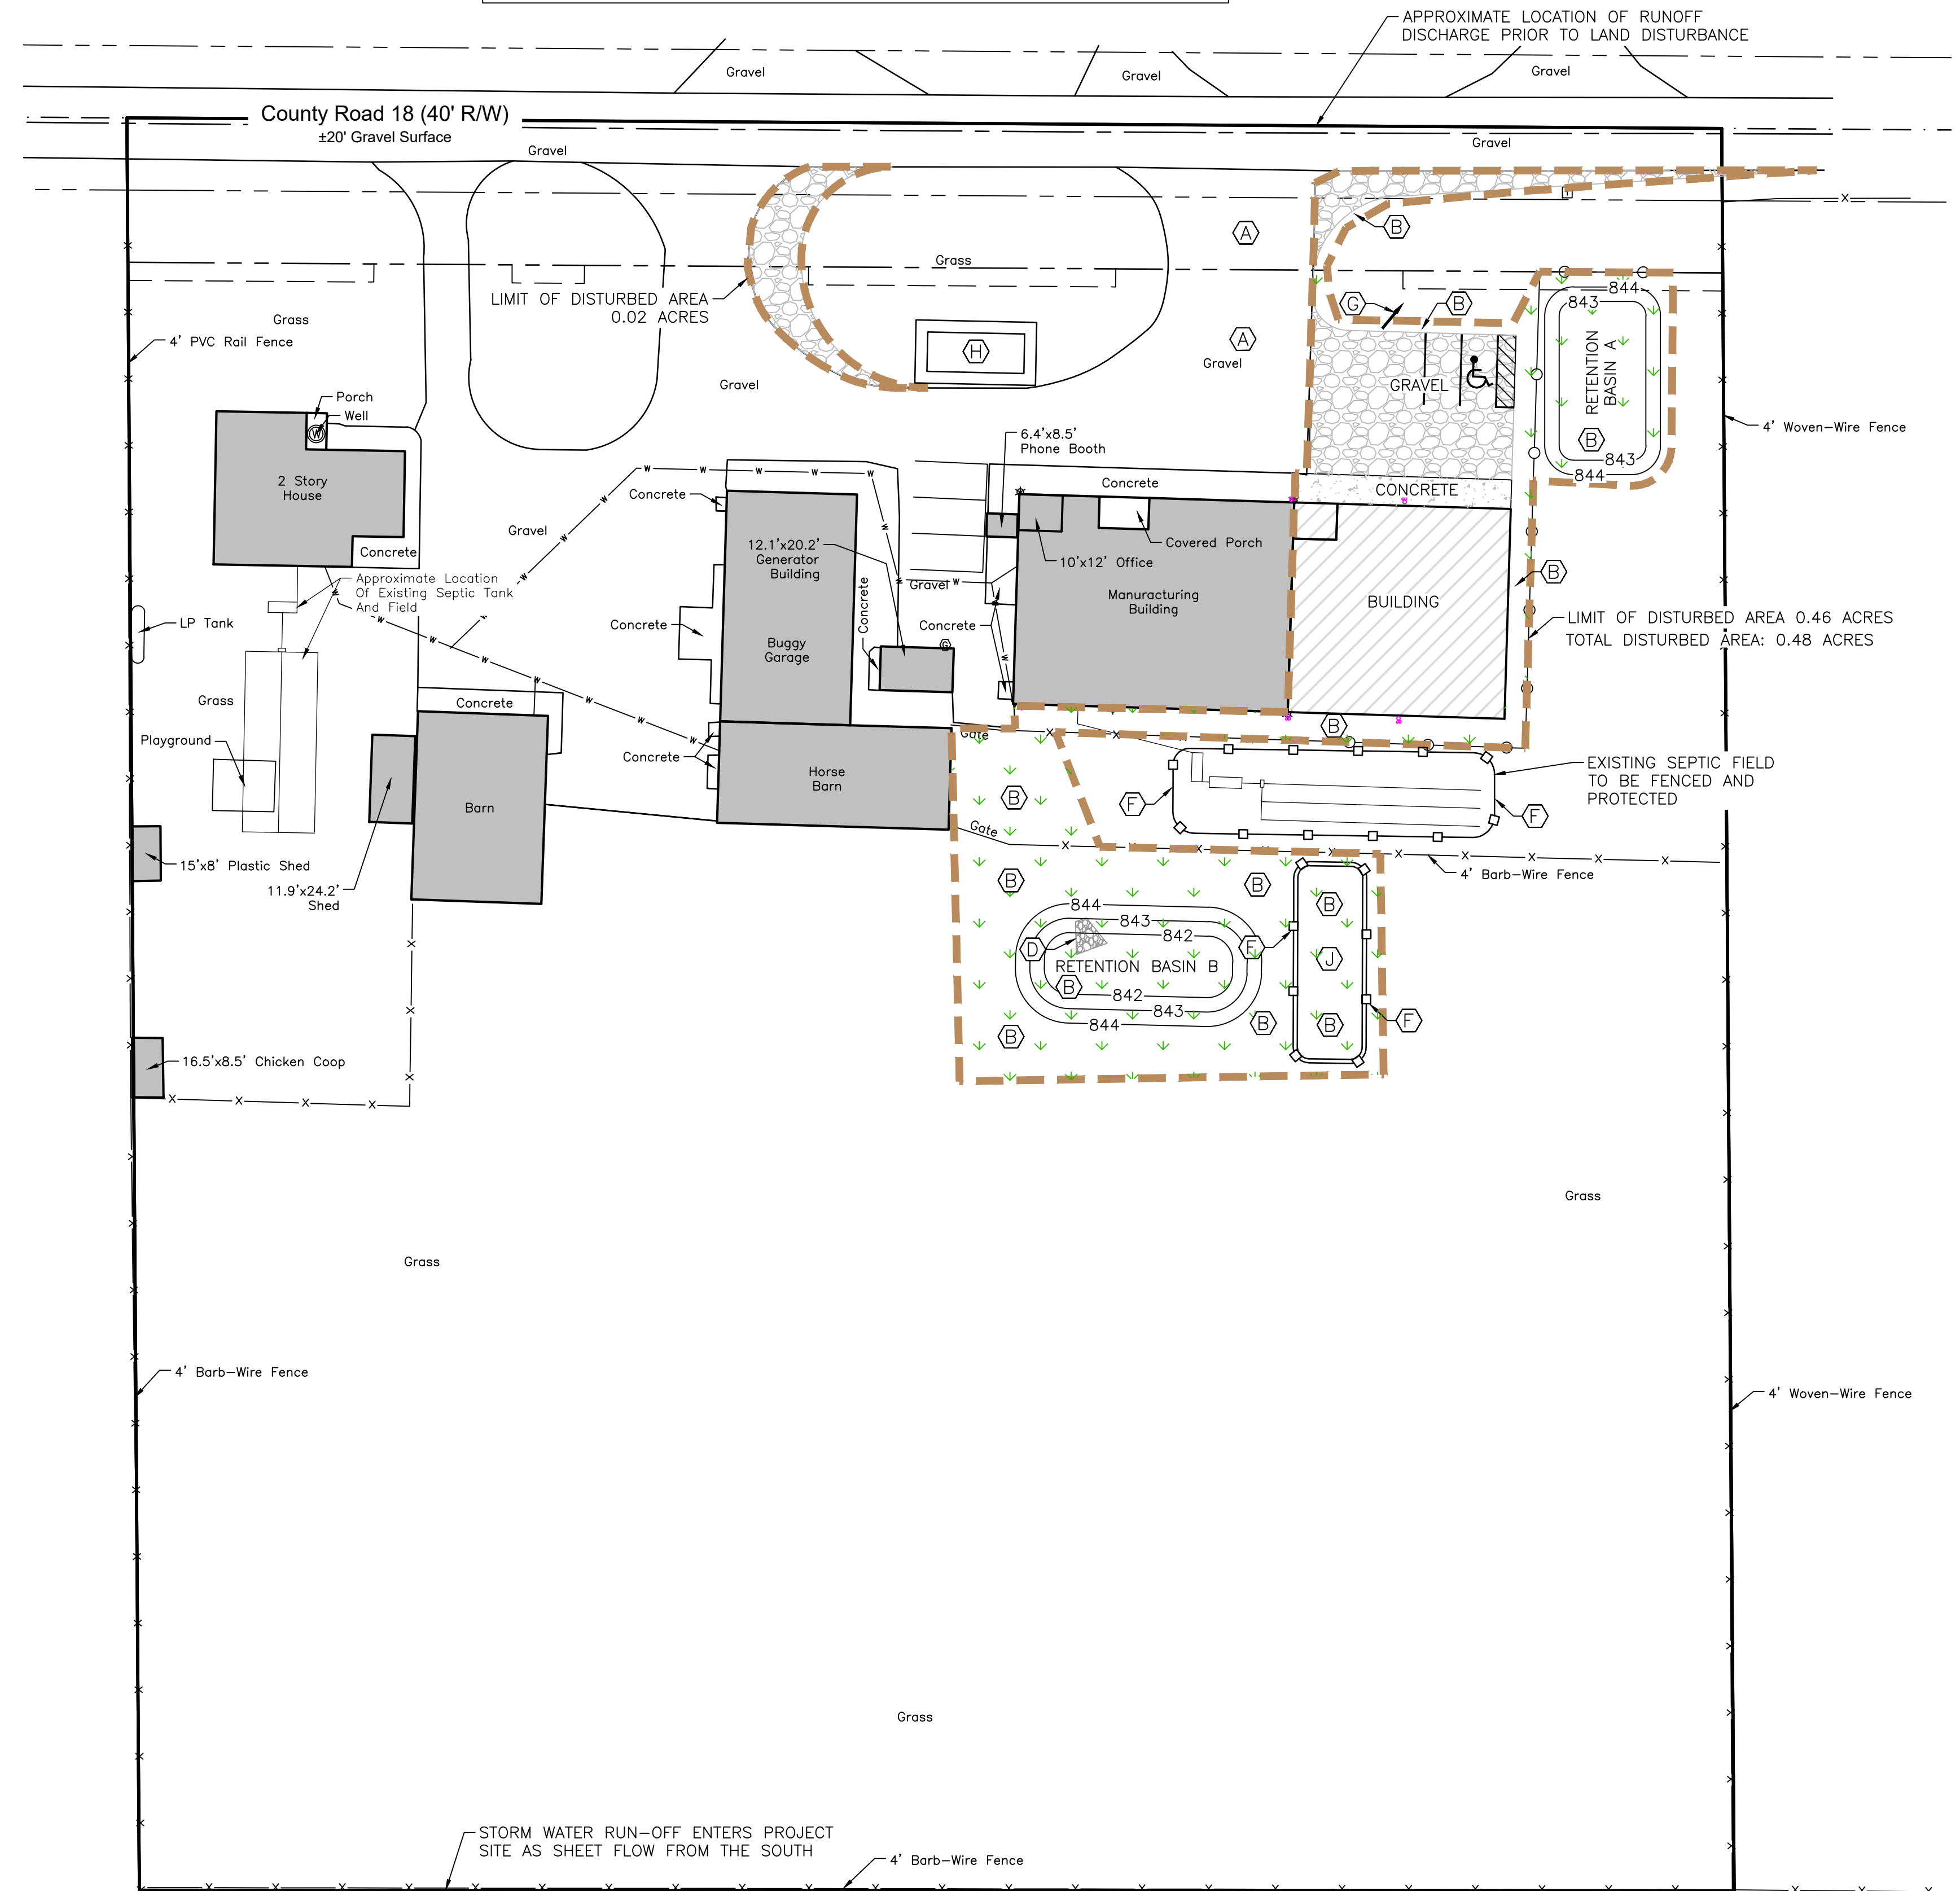 APPROXIMATE LOCATION OF RUNOFF
DISCHARGE PRIOR TO LAND DISTURBANCE
Gravel
Gravel
Gravel
County Road 18 (40' R/W)
±20' Gravel Surface
Gravel
Gravel
A
B
Grass
LIMIT OF DISTURBED AREA
0.02 ACRES
Grass
4' PVC Rail Fence
G
B
844
843
RETENTION
BASIN A
B
843
844
H
A
Gravel
Gravel
GRAVEL
4' Woven-Wire Fence
Porch
Well
W
2 Story
House
Concrete
6.4'x8.5'
Phone Booth
Concrete
Concrete
CONCRETE
Gravel
12.1'x20.2'
Generator
Building
Covered Porch
10'x12' Office
Gravel
Concrete
Manuracturing
Building
BUILDING
B
Approximate Location
Of Existing Septic Tank
And Field
LP Tank
Concrete
Buggy
Garage
Concrete
G
LIMIT OF DISTURBED AREA 0.46 ACRES
TOTAL DISTURBED AREA: 0.48 ACRES
Grass
Concrete
Playground
Concrete
Gate
B
Horse
Barn
Barn
B
F
F
EXISTING SEPTIC FIELD
TO BE FENCED AND
PROTECTED
Gate
15'x8' Plastic Shed
11.9'x24.2'
Shed
4' Barb-Wire Fence
B
B
B
844
843
842
D
F
RETENTION BASIN B
J
B
842
843
844
B
B
B
F
16.5'x8.5' Chicken Coop
Grass
Grass
4' Barb-Wire Fence
4' Woven-Wire Fence
Grass
STORM WATER RUN-OFF ENTERS PROJECT
SITE AS SHEET FLOW FROM THE SOUTH
4' Barb-Wire Fence